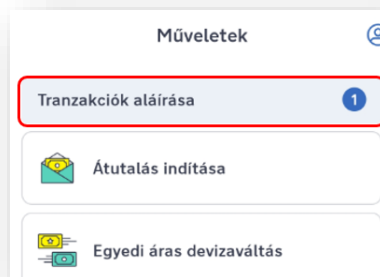 Műveletek
Tranzakciók aláírása 1
Átutalás indítása
Egyedi áras devizaváltás